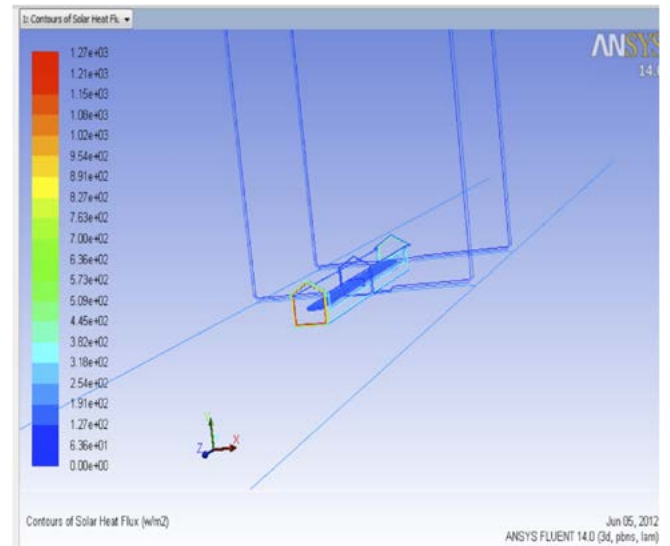 1: Contours of Solar Heat Flu.
ANSYS
14.0
1.27e+03
1.21e+03
1.15e+03
1.08e+03
1.02e+03
9.54e+02
8.91e+02
8.27e+02
7.63e+02
7.00e+02
6.36e+02
5.73e+02
5.09e+02
4.45e+02
3.82e+02
3.18e+02
2.54e+02
1.91e+02
1.27e+02
6.36e+01
0.00e+00
Y
Z X
Contours of Solar Heat Flux (w/m2)
Jun 05, 2012
ANSYS FLUENT 14.0 (3d, pbns, lam)